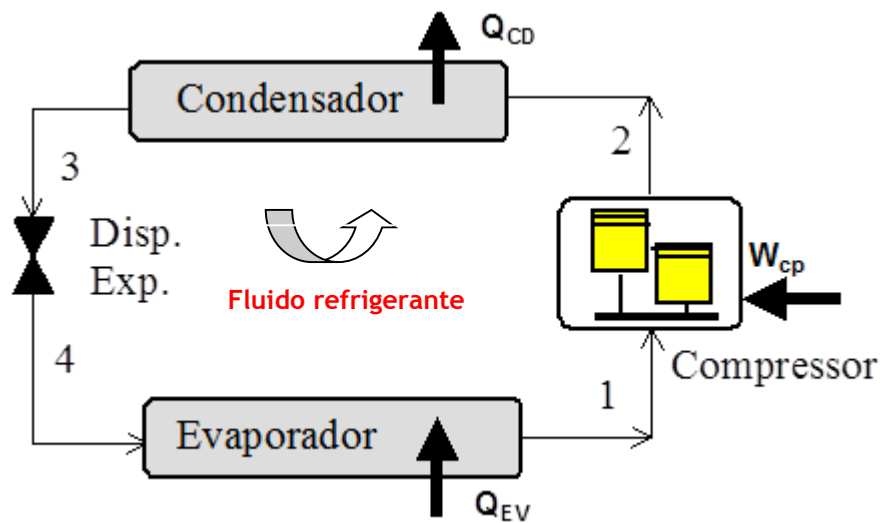 Q_CD
Condensador
2
3
Disp.
Exp.
W_cp
Fluido refrigerante
4
Compressor
1
Evaporador
Q_EV